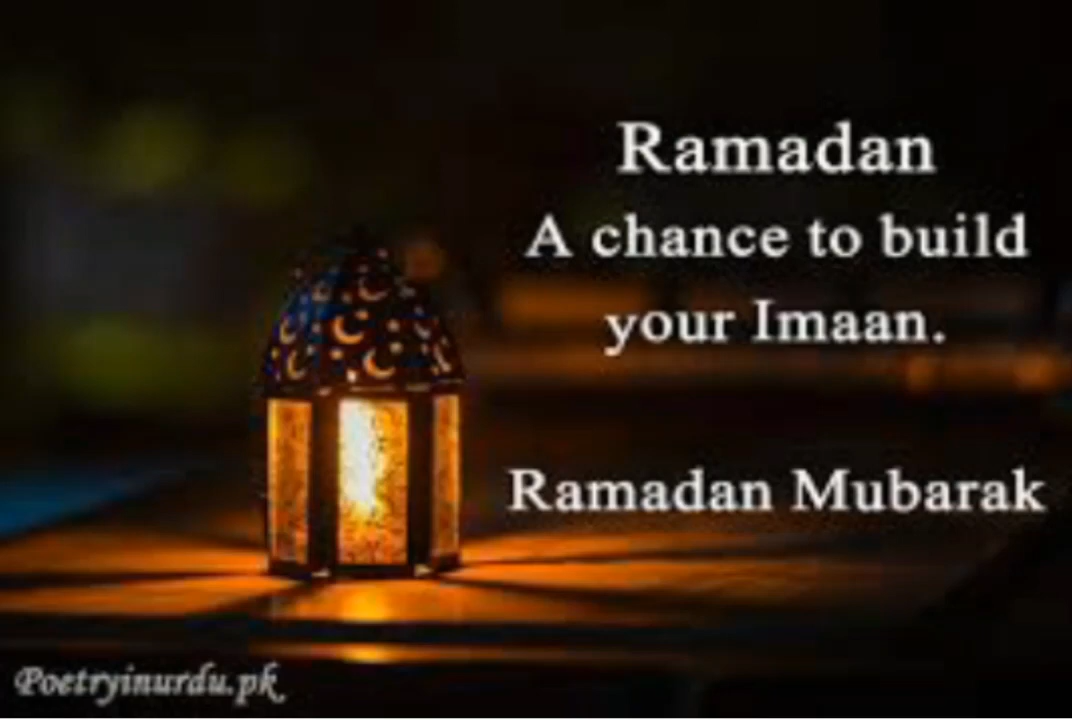 Ramadan
A chance to build
your Imaan.
Ramadan Mubarak
Poetryinurdu.pk